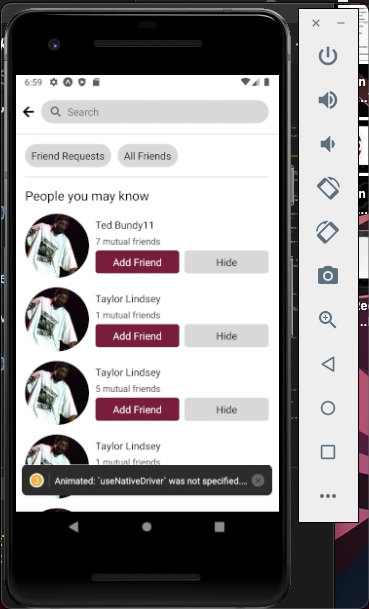 6:59
Search
Friend Requests
All Friends
People you may know
Ted Bundy11
7 mutual friends
Add Friend
Hide
Taylor Lindsey
1 mutual friends
Add Friend
Hide
Taylor Lindsey
5 mutual friends
Add Friend
Hide
Taylor Lindsey
1 mutual friends
Animated: `useNativeDriver` was not specified....